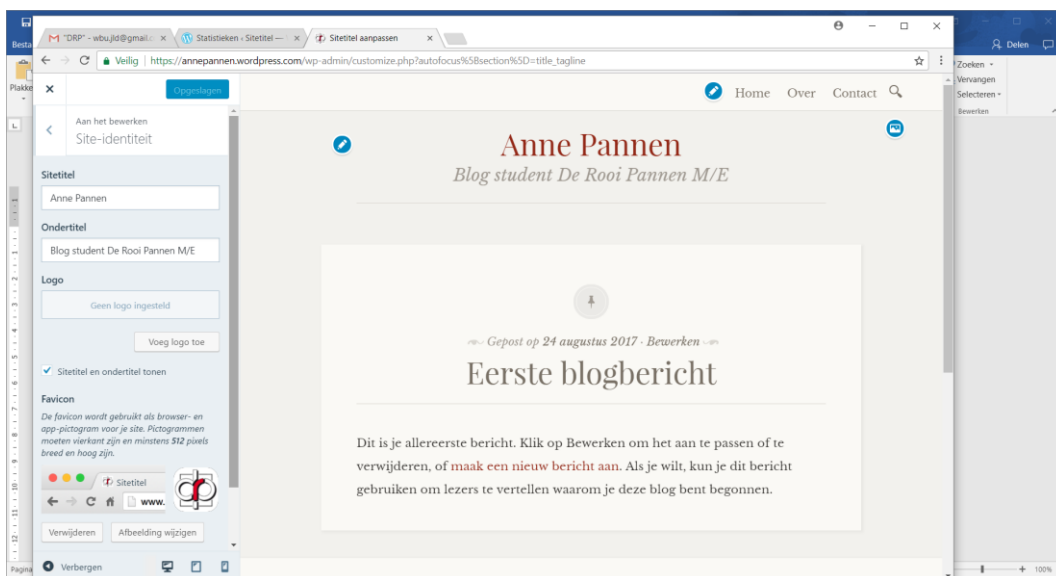 Besta
Delen
"DRP" - wbu.jld@gmail.c
Statistieken ‹ Sitetitel —
Sitetitel aanpassen
Veilig | https://annepannen.wordpress.com/wp-admin/customize.php?autofocus%5Bsection%5D=title_tagline
Zoeken
Vervangen
Selecteren
Bewerken
Plakke
Opgeslagen
Aan het bewerken
Site-identiteit
Sitetitel
Anne Pannen
Ondertitel
Blog student De Rooi Pannen M/E
Logo
Geen logo ingesteld
Voeg logo toe
Sitetitel en ondertitel tonen
Favicon
De favicon wordt gebruikt als browser- en
app-pictogram voor je site. Pictogrammen
moeten vierkant zijn en minstens 512 pixels
breed en hoog zijn.
Sitetitel
www.
drp
Verwijderen
Afbeelding wijzigen
Verbergen
Home Over Contact
Anne Pannen
Blog student De Rooi Pannen M/E
Gepost op 24 augustus 2017 · Bewerken
Eerste blogbericht
Dit is je allereerste bericht. Klik op Bewerken om het aan te passen of te
verwijderen, of maak een nieuw bericht aan. Als je wilt, kun je dit bericht
gebruiken om lezers te vertellen waarom je deze blog bent begonnen.
Pagina
100%